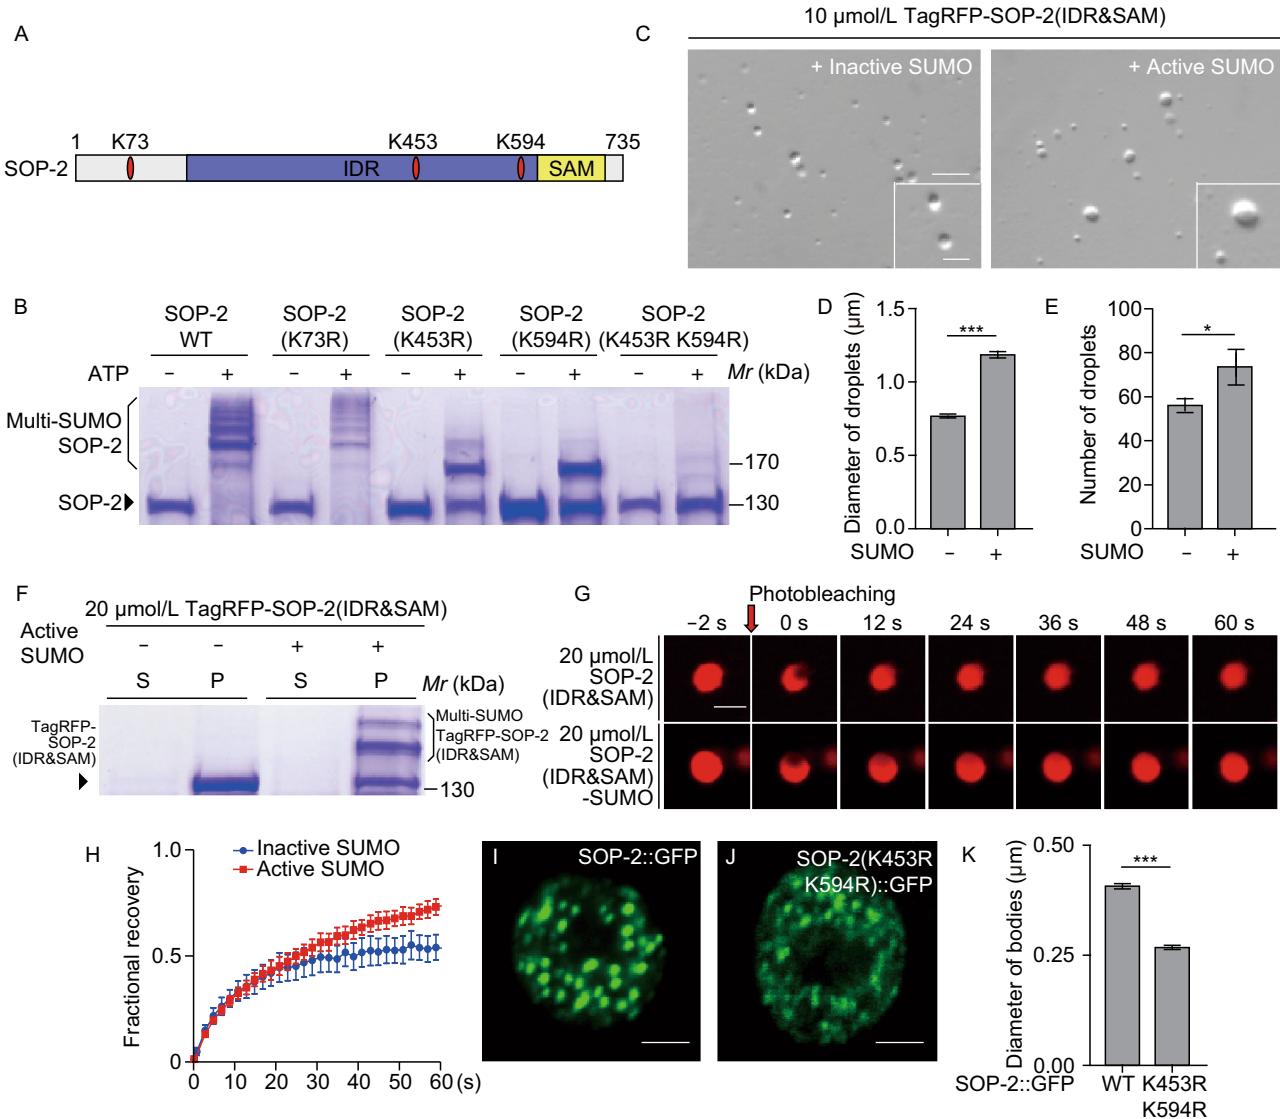 A
1 K73 K453 K594 735
SOP-2 IDR SAM
B
SOP-2 WT
SOP-2 (K73R)
SOP-2 (K453R)
SOP-2 (K594R)
SOP-2 (K453R K594R)
ATP − + − + − + − + − + Mr (kDa)
Multi-SUMO
SOP-2
170
SOP-2
130
C
10 µmol/L TagRFP-SOP-2(IDR&SAM)
+ Inactive SUMO
+ Active SUMO
D
Diameter of droplets (µm)
1.5
1.0
0.5
0.0
***
SUMO − +
E
Number of droplets
100
80
60
40
20
0
*
SUMO − +
F
20 µmol/L TagRFP-SOP-2(IDR&SAM)
Active
SUMO
− − + +
S P S P Mr (kDa)
TagRFP-
SOP-2
(IDR&SAM)
Multi-SUMO
TagRFP-SOP-2
(IDR&SAM)
130
G
Photobleaching
−2 s 0 s 12 s 24 s 36 s 48 s 60 s
20 µmol/L
SOP-2
(IDR&SAM)
20 µmol/L
SOP-2
(IDR&SAM)
-SUMO
H
Inactive SUMO
Active SUMO
Fractional recovery
1.0
0.5
0
0 10 20 30 40 50 60 (s)
I
SOP-2::GFP
J
SOP-2(K453R
K594R)::GFP
K
Diameter of bodies (µm)
0.50
0.25
0.00
***
SOP-2::GFP WT K453R
K594R